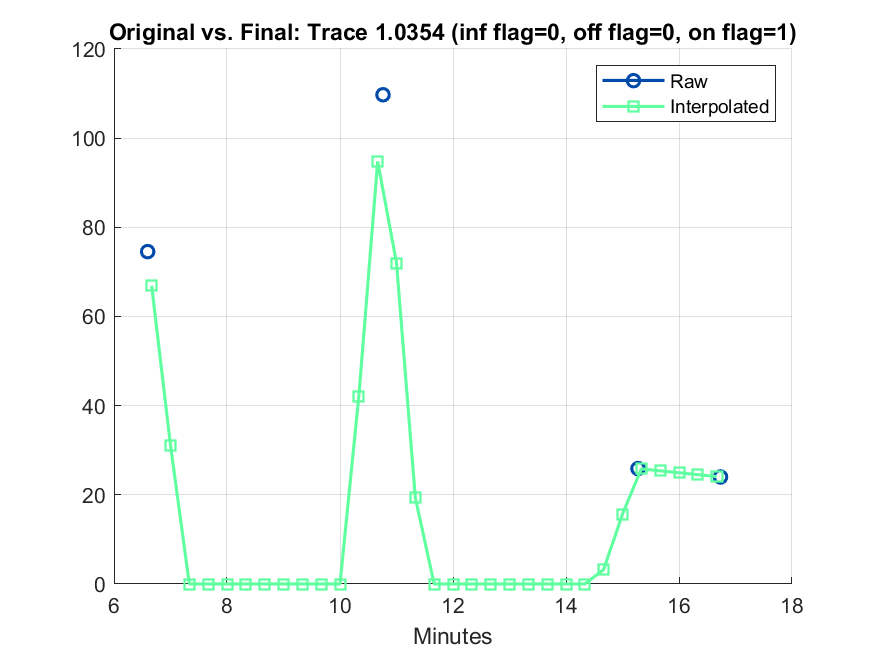 Original vs. Final: Trace 1.0354 (inf flag=0, off flag=0, on flag=1)
120
100
80
60
40
20
0
Raw
Interpolated
6 8 10 12 14 16 18
Minutes